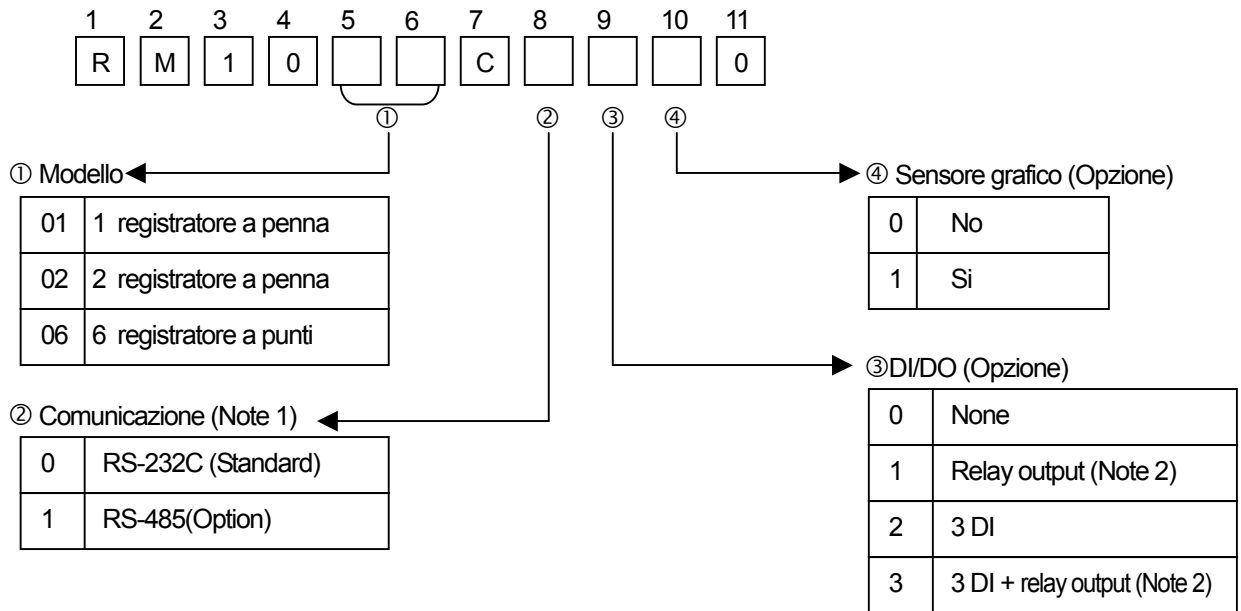 1 2 3 4 5 6 7 8 9 10 11
R M 1 0 C 0
① ② ③ ④
① Modello
01 1 registratore a penna
02 2 registratore a penna
06 6 registratore a punti
② Comunicazione (Note 1)
0 RS-232C (Standard)
1 RS-485(Option)
④ Sensore grafico (Opzione)
0 No
1 Si
③DI/DO (Opzione)
0 None
1 Relay output (Note 2)
2 3 DI
3 3 DI + relay output (Note 2)